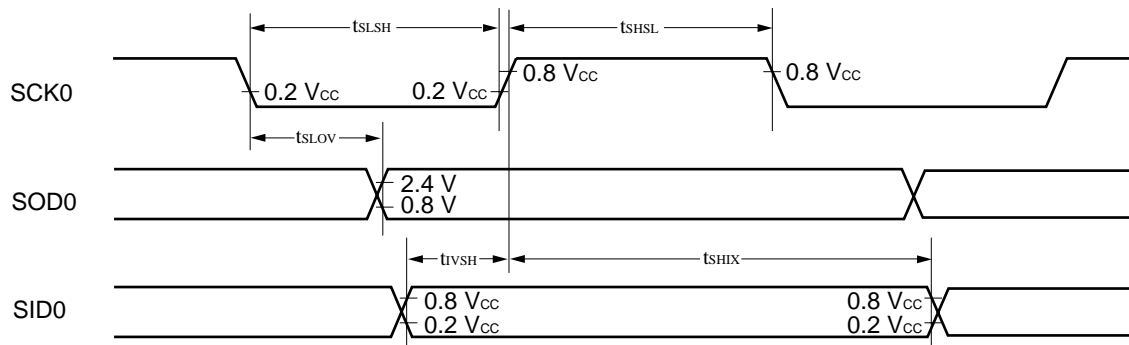 tSLSH tSHSL
SCK0 0.2 VCC 0.2 VCC 0.8 VCC 0.8 VCC
tSLOV
SOD0 2.4 V
0.8 V
tIVSH tSHIX
SID0 0.8 VCC 0.8 VCC
0.2 VCC 0.2 VCC